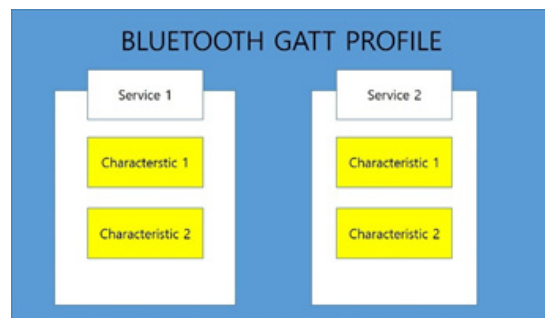 BLUETOOTH GATT PROFILE
Service 1
Characterstic 1
Characteristic 2
Service 2
Characteristic 1
Characteristic 2